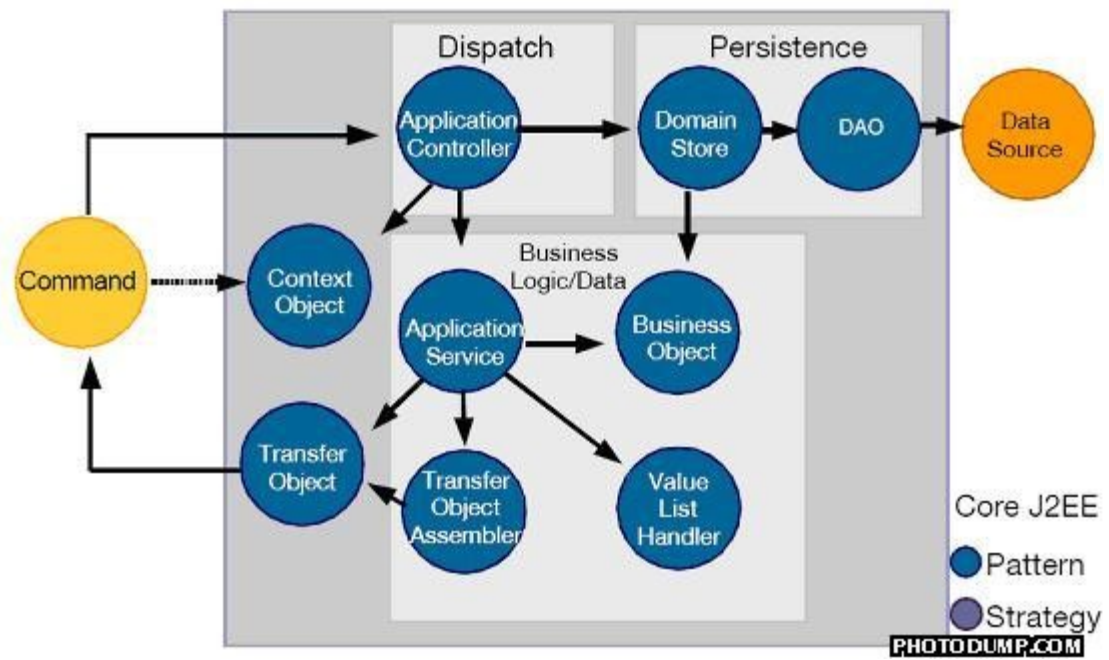 Dispatch
Persistence
Application
Controller
Domain
Store
DAO
Data
Source
Command
Context
Object
Business
Logic/Data
Application
Service
Business
Object
Transfer
Object
Transfer
Object
Assembler
Value
List
Handler
Core J2EE
Pattern
Strategy
PHOTODUMP.COM